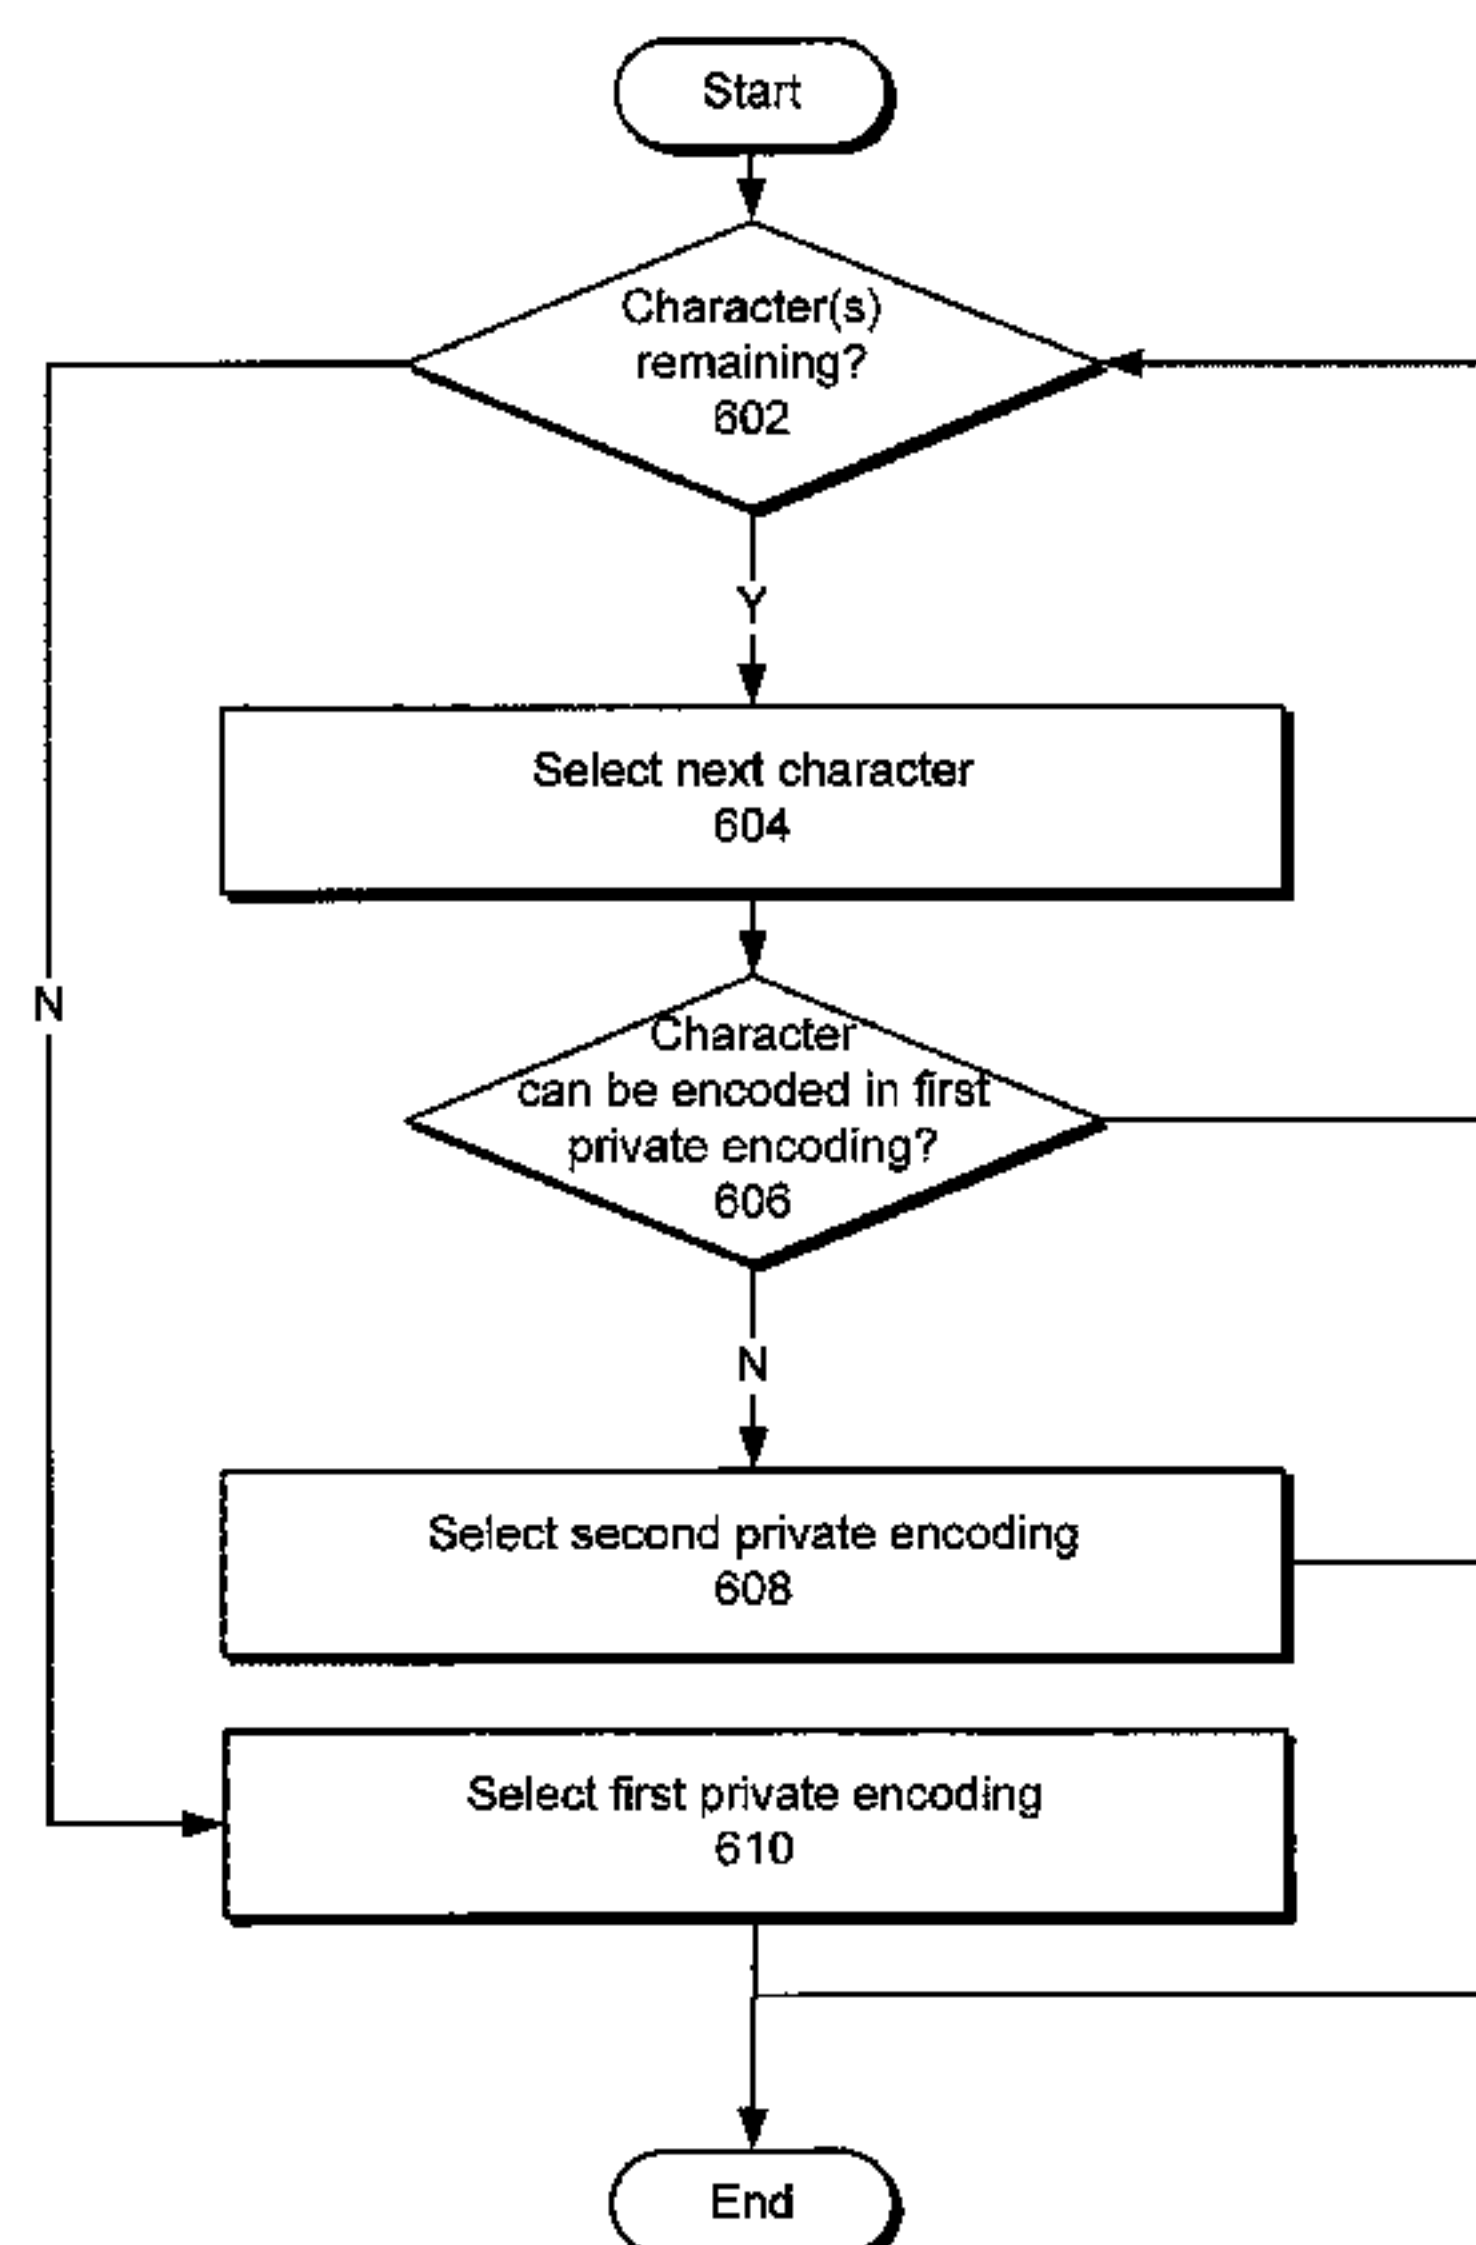 Start
Character(s)
remaining?
602
Y
Select next character
604
N
Character
can be encoded in first
private encoding?
606
N
Select second private encoding
608
Select first private encoding
610
End